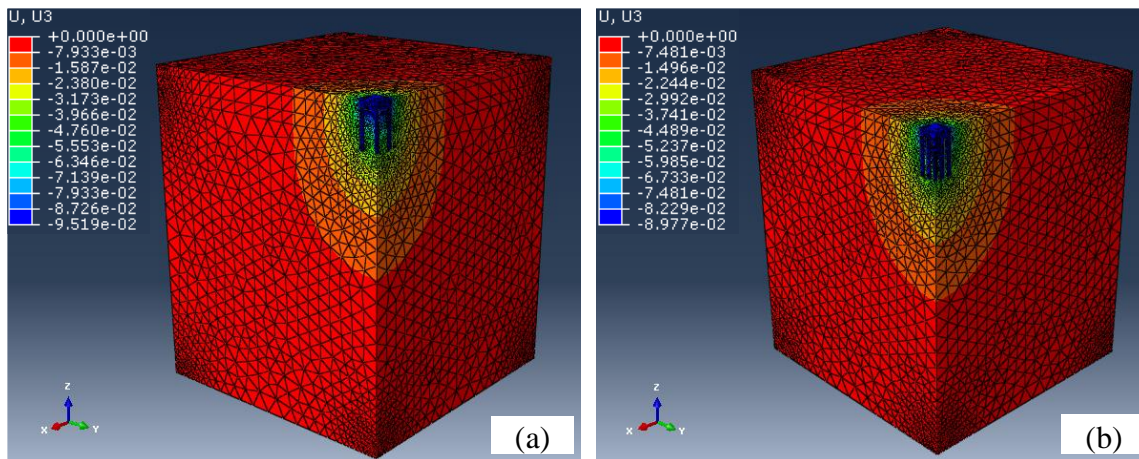 U, U3
+0.000e+00
-7.933e-03
-1.587e-02
-2.380e-02
-3.173e-02
-3.966e-02
-4.760e-02
-5.553e-02
-6.346e-02
-7.139e-02
-7.933e-02
-8.726e-02
-9.519e-02
Z
X
Y
(a)
U, U3
+0.000e+00
-7.481e-03
-1.496e-02
-2.244e-02
-2.992e-02
-3.741e-02
-4.489e-02
-5.237e-02
-5.985e-02
-6.733e-02
-7.481e-02
-8.229e-02
-8.977e-02
Z
X
Y
(b)